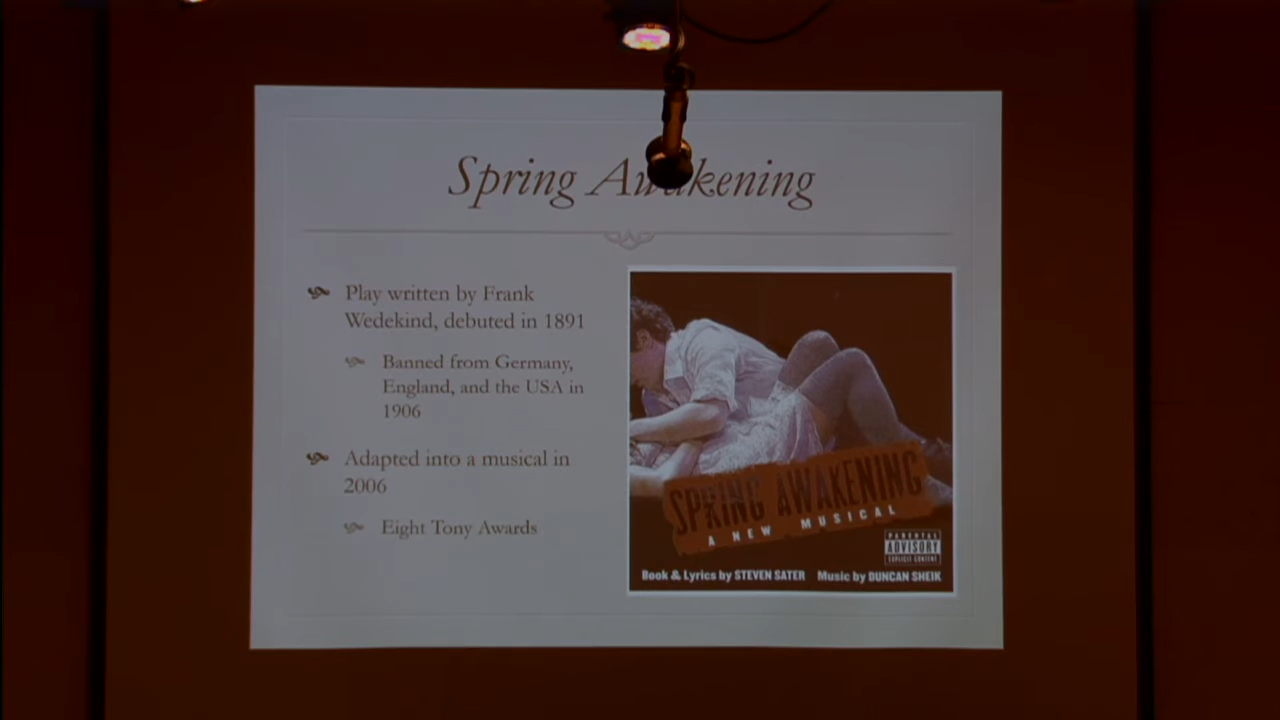 Spring Awakening
Play written by Frank
Wedekind, debuted in 1891
Banned from Germany,
England, and the USA in
1906
Adapted into a musical in
2006
Eight Tony Awards
SPRING AWAKENING
A NEW MUSICAL
PARENTAL
ADVISORY
EXPLICIT CONTENT
Book & Lyrics by STEVEN SATER Music by DUNCAN SHEIK